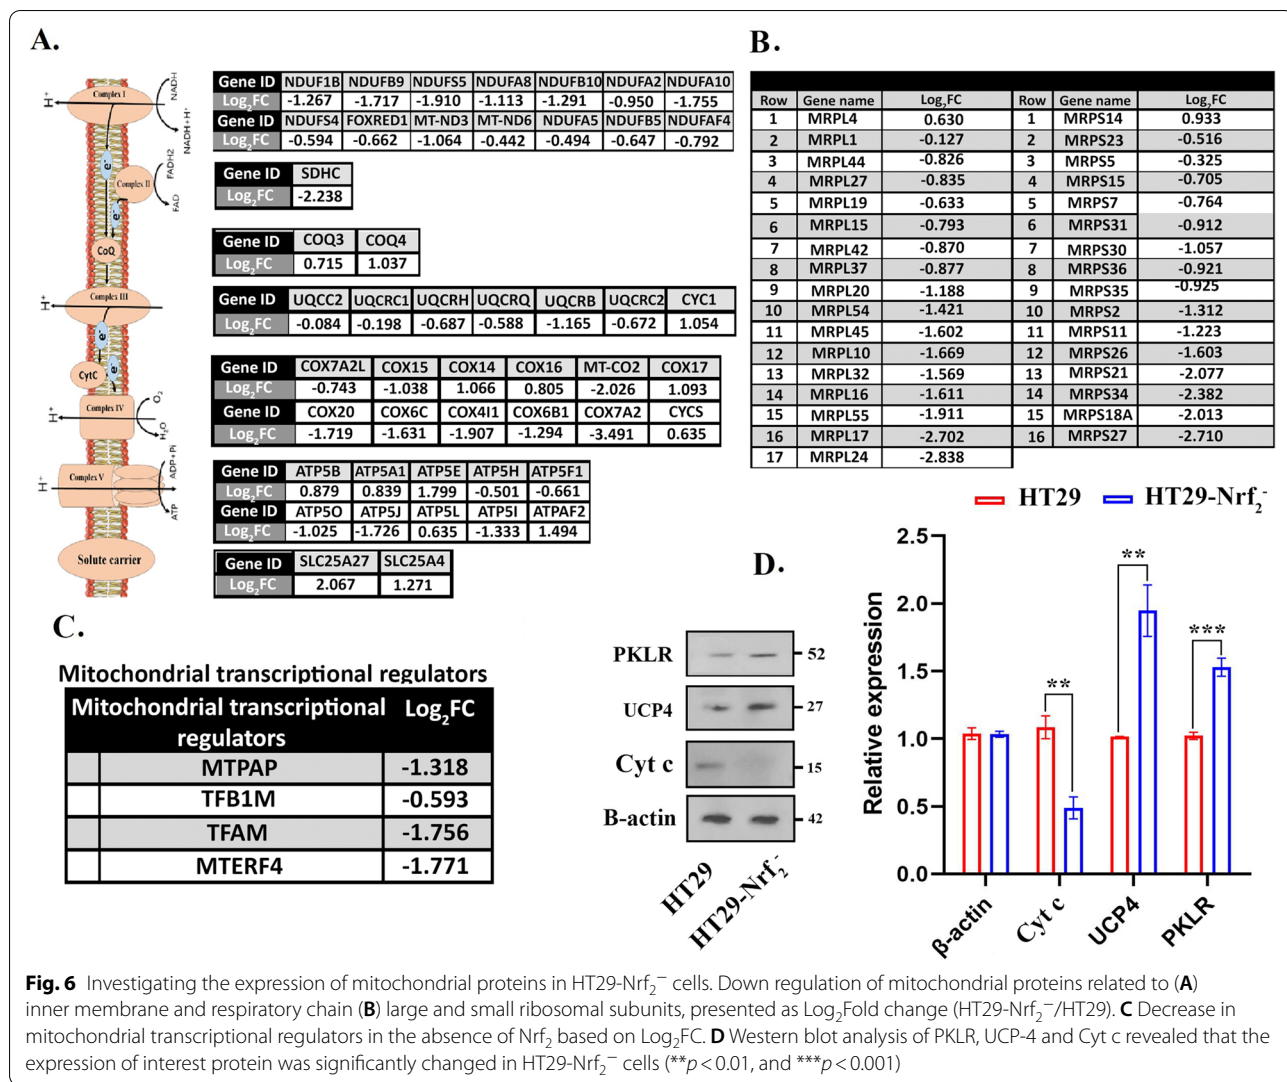 A.
H⁺
Complex I
NADH
NADH+H⁺
e⁻
FADH2
Complex II
FAD
e⁻
CoQ
H⁺
Complex III
e⁻
CytC
e⁻
O₂
Complex IV
H⁺
H₂O
ADP+Pi
Complex V
H⁺
ATP
Solute carrier
Gene ID NDUF1B NDUFB9 NDUFS5 NDUFA8 NDUFB10 NDUFA2 NDUFA10
Log₂FC -1.267 -1.717 -1.910 -1.113 -1.291 -0.950 -1.755
Gene ID NDUFS4 FOXRED1 MT-ND3 MT-ND6 NDUFA5 NDUFB5 NDUFAF4
Log₂FC -0.594 -0.662 -1.064 -0.442 -0.494 -0.647 -0.792
Gene ID SDHC
Log₂FC -2.238
Gene ID COQ3 COQ4
Log₂FC 0.715 1.037
Gene ID UQCC2 UQCRC1 UQCRH UQCRQ UQCRB UQCRC2 CYC1
Log₂FC -0.084 -0.198 -0.687 -0.588 -1.165 -0.672 1.054
Gene ID COX7A2L COX15 COX14 COX16 MT-CO2 COX17
Log₂FC -0.743 -1.038 1.066 0.805 -2.026 1.093
Gene ID COX20 COX6C COX4I1 COX6B1 COX7A2 CYCS
Log₂FC -1.719 -1.631 -1.907 -1.294 -3.491 0.635
Gene ID ATP5B ATP5A1 ATP5E ATP5H ATP5F1
Log₂FC 0.879 0.839 1.799 -0.501 -0.661
Gene ID ATP5O ATP5J ATP5L ATP5I ATPAF2
Log₂FC -1.025 -1.726 0.635 -1.333 1.494
Gene ID SLC25A27 SLC25A4
Log₂FC 2.067 1.271
B.
Row Gene name Log₂FC Row Gene name Log₂FC
1 MRPL4 0.630 1 MRPS14 0.933
2 MRPL1 -0.127 2 MRPS23 -0.516
3 MRPL44 -0.826 3 MRPS5 -0.325
4 MRPL27 -0.835 4 MRPS15 -0.705
5 MRPL19 -0.633 5 MRPS7 -0.764
6 MRPL15 -0.793 6 MRPS31 -0.912
7 MRPL42 -0.870 7 MRPS30 -1.057
8 MRPL37 -0.877 8 MRPS36 -0.921
9 MRPL20 -1.188 9 MRPS35 -0.925
10 MRPL54 -1.421 10 MRPS2 -1.312
11 MRPL45 -1.602 11 MRPS11 -1.223
12 MRPL10 -1.669 12 MRPS26 -1.603
13 MRPL32 -1.569 13 MRPS21 -2.077
14 MRPL16 -1.611 14 MRPS34 -2.382
15 MRPL55 -1.911 15 MRPS18A -2.013
16 MRPL17 -2.702 16 MRPS27 -2.710
17 MRPL24 -2.838
C.
Mitochondrial transcriptional regulators
Mitochondrial transcriptional regulators Log₂FC
MTPAP -1.318
TFB1M -0.593
TFAM -1.756
MTERF4 -1.771
D.
PKLR 52
UCP4 27
Cyt c 15
B-actin 42
HT29
HT29-Nrf₂⁻
HT29 HT29-Nrf₂⁻
Relative expression
2.5
2.0
1.5
1.0
0.5
0.0
**
**
***
β-actin
Cyt c
UCP4
PKLR
Fig. 6 Investigating the expression of mitochondrial proteins in HT29-Nrf₂⁻ cells. Down regulation of mitochondrial proteins related to (A)
inner membrane and respiratory chain (B) large and small ribosomal subunits, presented as Log₂Fold change (HT29-Nrf₂⁻/HT29). C Decrease in
mitochondrial transcriptional regulators in the absence of Nrf₂ based on Log₂FC. D Western blot analysis of PKLR, UCP-4 and Cyt c revealed that the
expression of interest protein was significantly changed in HT29-Nrf₂⁻ cells (**p < 0.01, and ***p < 0.001)